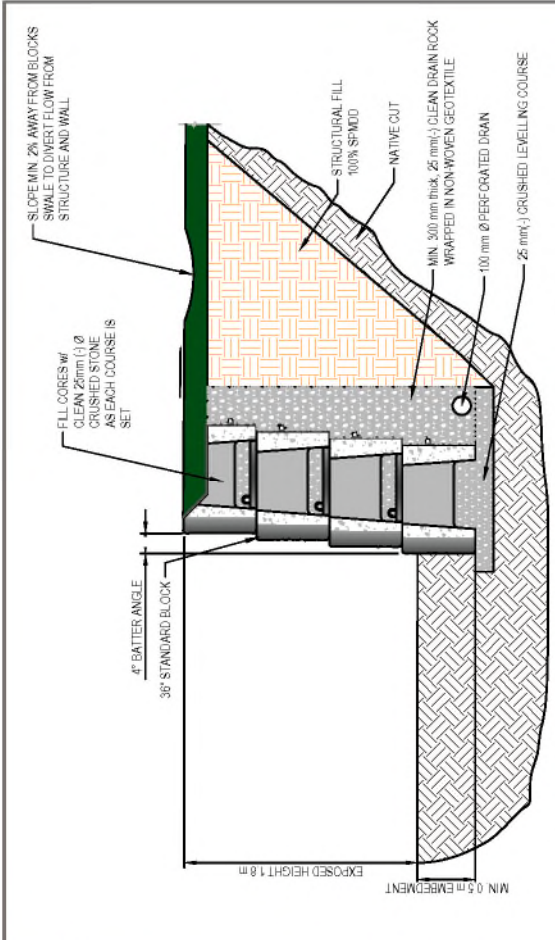 SLOPE MIN. 2% AWAY FROM BLOCKS
SWALE TO DIVERT FLOW FROM
STRUCTURE AND WALL
FILL CORES w/
CLEAN 25mm (-) Ø
CRUSHED STONE
AS EACH COURSE IS
SET
4° BATTER ANGLE
36" STANDARD BLOCK
STRUCTURAL FILL
100% SPMDD
NATIVE CUT
MIN. 300 mm thick, 25 mm(-) CLEAN DRAIN ROCK
WRAPPED IN NON-WOVEN GEOTEXTILE
100 mm Ø PERFORATED DRAIN
25 mm(-) CRUSHED LEVELLING COURSE
EXPOSED HEIGHT 1.8 m
MIN. 0.5 m EMBEDMENT